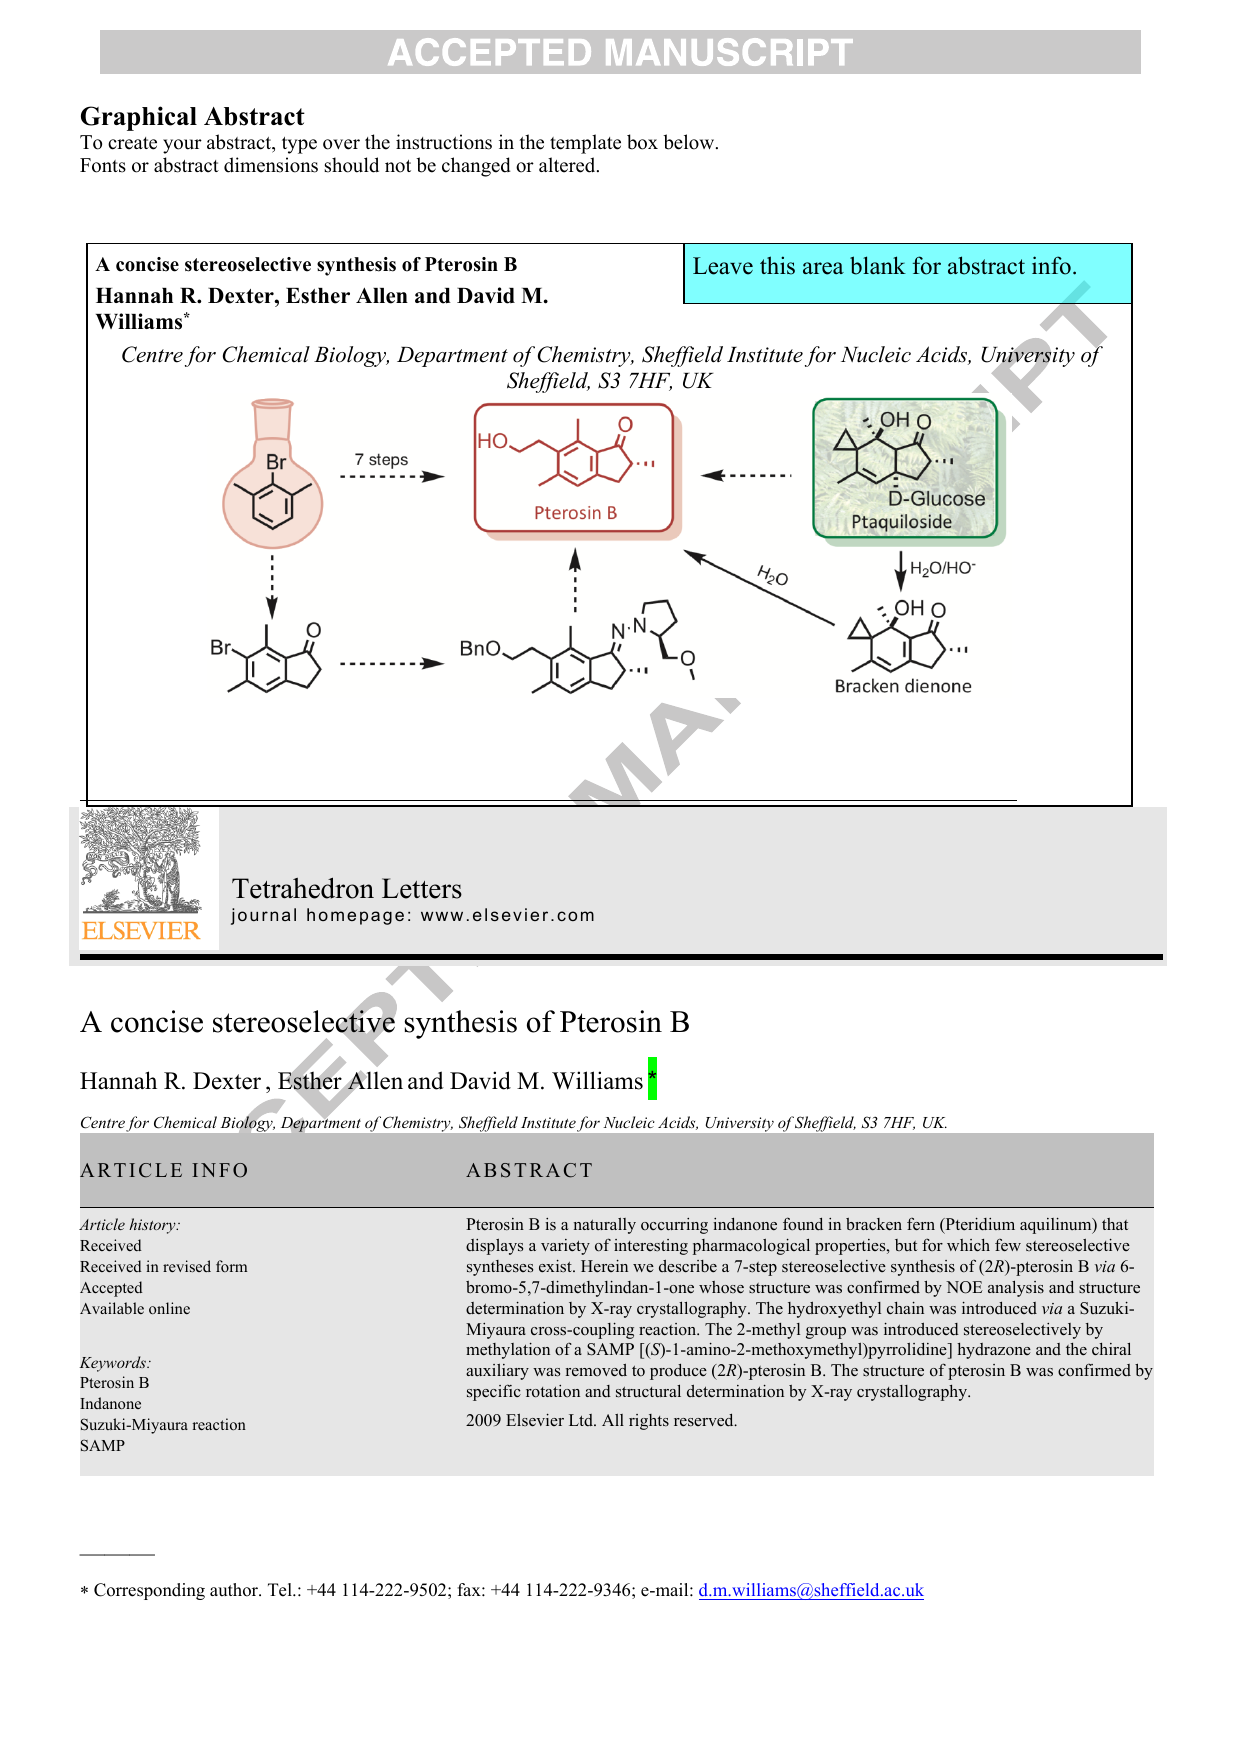 ACCEPTED MANUSCRIPT
Graphical Abstract
To create your abstract, type over the instructions in the template box below.
Fonts or abstract dimensions should not be changed or altered.
A concise stereoselective synthesis of Pterosin B
Leave this area blank for abstract info.
Hannah R. Dexter, Esther Allen and David M.
Williams*
Centre for Chemical Biology, Department of Chemistry, Sheffield Institute for Nucleic Acids, University of
Sheffield, S3 7HF, UK
Br
7 steps
HO
O
Pterosin B
OH O
D-Glucose
Ptaquiloside
H₂O
H₂O/HO⁻
Br
O
BnO
N
N
O
OH O
Bracken dienone
ELSEVIER
Tetrahedron Letters
journal homepage: www.elsevier.com
A concise stereoselective synthesis of Pterosin B
Hannah R. Dexter , Esther Allen and David M. Williams *
Centre for Chemical Biology, Department of Chemistry, Sheffield Institute for Nucleic Acids, University of Sheffield, S3 7HF, UK.
ARTICLE INFO
Article history:
Received
Received in revised form
Accepted
Available online
Keywords:
Pterosin B
Indanone
Suzuki-Miyaura reaction
SAMP
ABSTRACT
Pterosin B is a naturally occurring indanone found in bracken fern (Pteridium aquilinum) that
displays a variety of interesting pharmacological properties, but for which few stereoselective
syntheses exist. Herein we describe a 7-step stereoselective synthesis of (2R)-pterosin B via 6-
bromo-5,7-dimethylindan-1-one whose structure was confirmed by NOE analysis and structure
determination by X-ray crystallography. The hydroxyethyl chain was introduced via a Suzuki-
Miyaura cross-coupling reaction. The 2-methyl group was introduced stereoselectively by
methylation of a SAMP [(S)-1-amino-2-methoxymethyl)pyrrolidine] hydrazone and the chiral
auxiliary was removed to produce (2R)-pterosin B. The structure of pterosin B was confirmed by
specific rotation and structural determination by X-ray crystallography.
2009 Elsevier Ltd. All rights reserved.
* Corresponding author. Tel.: +44 114-222-9502; fax: +44 114-222-9346; e-mail: d.m.williams@sheffield.ac.uk